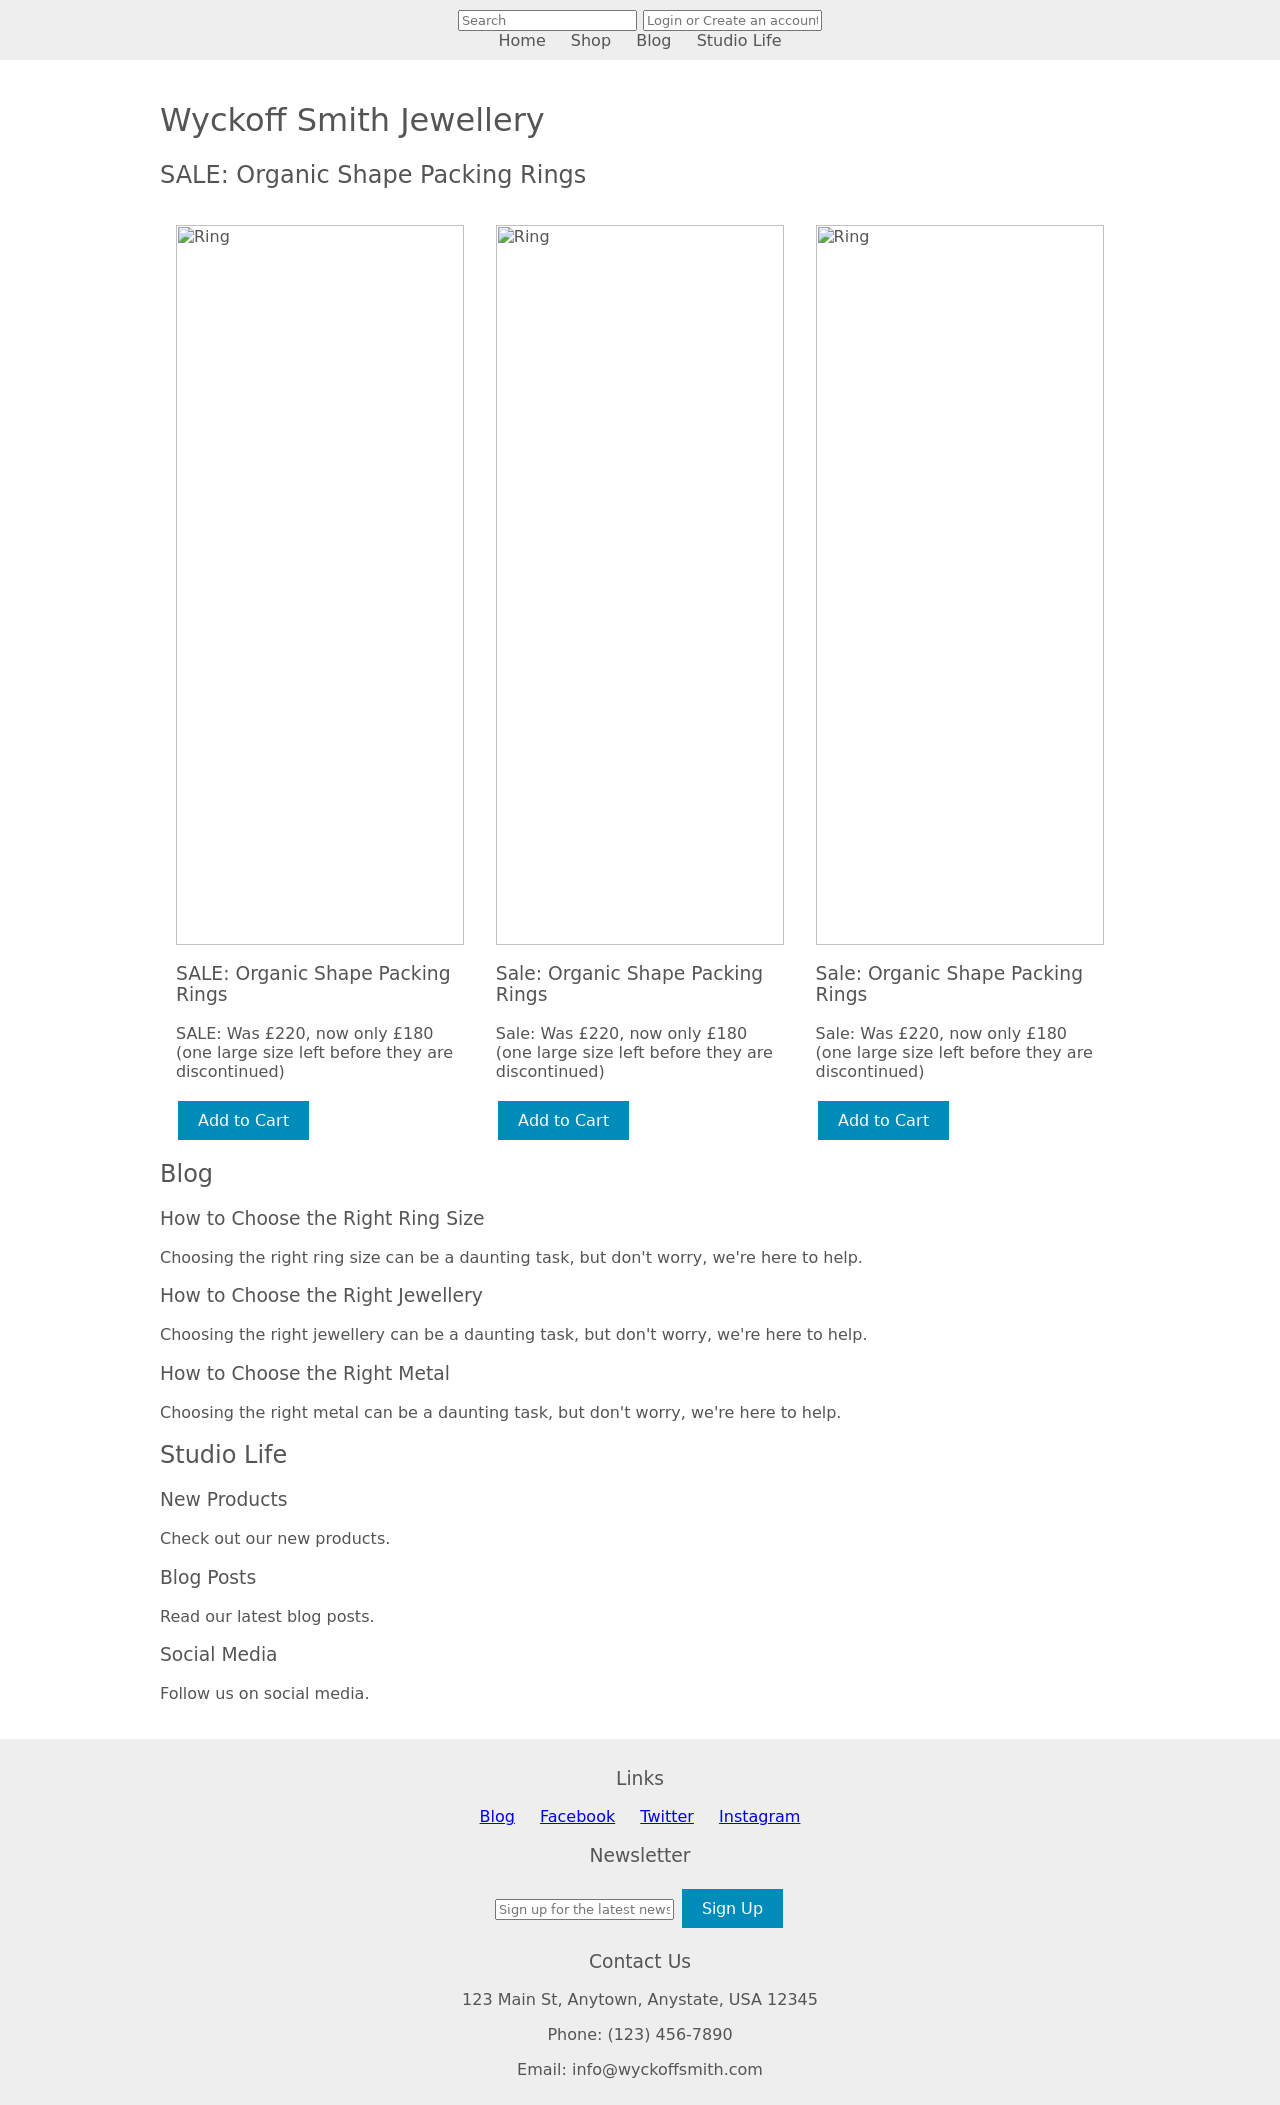 Search Login or Create an account
Home Shop Blog Studio Life
Wyckoff Smith Jewellery
SALE: Organic Shape Packing Rings
Ring Ring Ring
SALE: Organic Shape Packing
Rings
SALE: Was £220, now only £180
(one large size left before they are
discontinued)
Add to Cart
Sale: Organic Shape Packing
Rings
Sale: Was £220, now only £180
(one large size left before they are
discontinued)
Add to Cart
Sale: Organic Shape Packing
Rings
Sale: Was £220, now only £180
(one large size left before they are
discontinued)
Add to Cart
Blog
How to Choose the Right Ring Size
Choosing the right ring size can be a daunting task, but don't worry, we're here to help.
How to Choose the Right Jewellery
Choosing the right jewellery can be a daunting task, but don't worry, we're here to help.
How to Choose the Right Metal
Choosing the right metal can be a daunting task, but don't worry, we're here to help.
Studio Life
New Products
Check out our new products.
Blog Posts
Read our latest blog posts.
Social Media
Follow us on social media.
Links
Blog Facebook Twitter Instagram
Newsletter
Sign up for the latest news Sign Up
Contact Us
123 Main St, Anytown, Anystate, USA 12345
Phone: (123) 456-7890
Email: info@wyckoffsmith.com